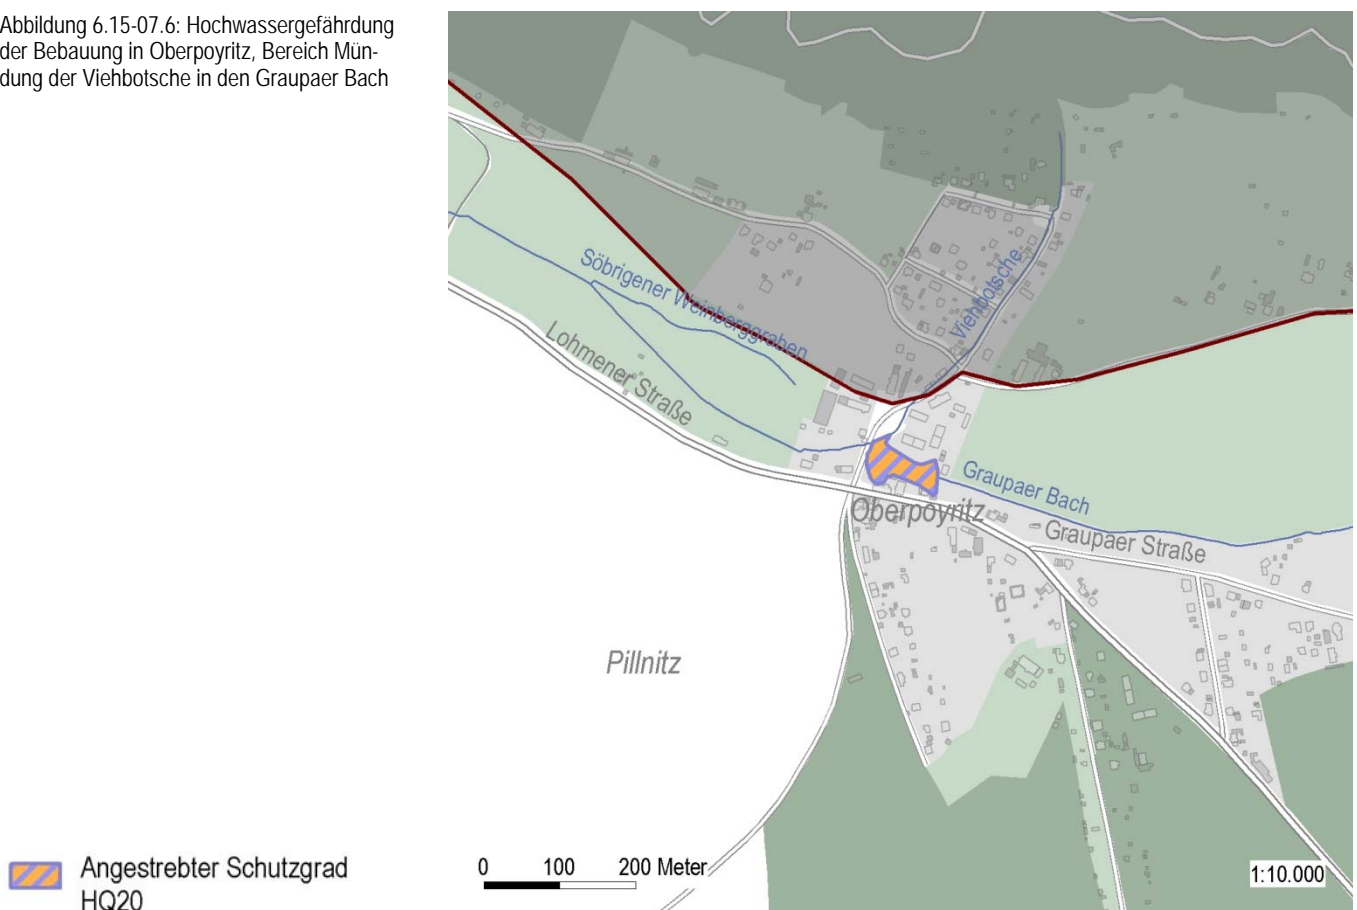 Abbildung 6.15-07.6: Hochwassergefährdung
der Bebauung in Oberpoyritz, Bereich Mün-
dung der Viehbotsche in den Graupaer Bach
Söbrigener Weinberggraben
Viehbotsche
Lohmener Straße
Graupaer Bach
Oberpoyritz
Graupaer Straße
Pillnitz
Angestrebter Schutzgrad
HQ20
0 100 200 Meter
1:10.000